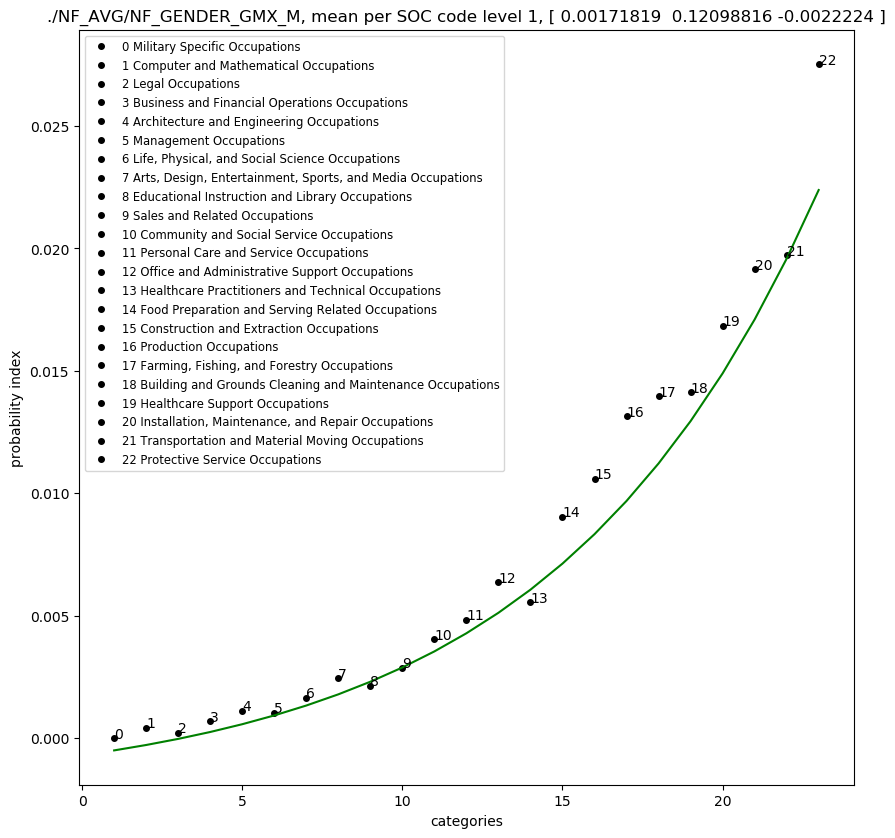 ./NF_AVG/NF_GENDER_GMX_M, mean per SOC code level 1, [ 0.00171819  0.12098816 -0.0022224 ]
0 Military Specific Occupations
1 Computer and Mathematical Occupations
2 Legal Occupations
3 Business and Financial Operations Occupations
4 Architecture and Engineering Occupations
5 Management Occupations
6 Life, Physical, and Social Science Occupations
7 Arts, Design, Entertainment, Sports, and Media Occupations
8 Educational Instruction and Library Occupations
9 Sales and Related Occupations
10 Community and Social Service Occupations
11 Personal Care and Service Occupations
12 Office and Administrative Support Occupations
13 Healthcare Practitioners and Technical Occupations
14 Food Preparation and Serving Related Occupations
15 Construction and Extraction Occupations
16 Production Occupations
17 Farming, Fishing, and Forestry Occupations
18 Building and Grounds Cleaning and Maintenance Occupations
19 Healthcare Support Occupations
20 Installation, Maintenance, and Repair Occupations
21 Transportation and Material Moving Occupations
22 Protective Service Occupations
22
21
20
19
18
17
16
15
14
13
12
11
10
9
8
7
6
5
4
3
2
1
0
0.025
0.020
0.015
0.010
0.005
0.000
probability index
0
5
10
15
20
categories